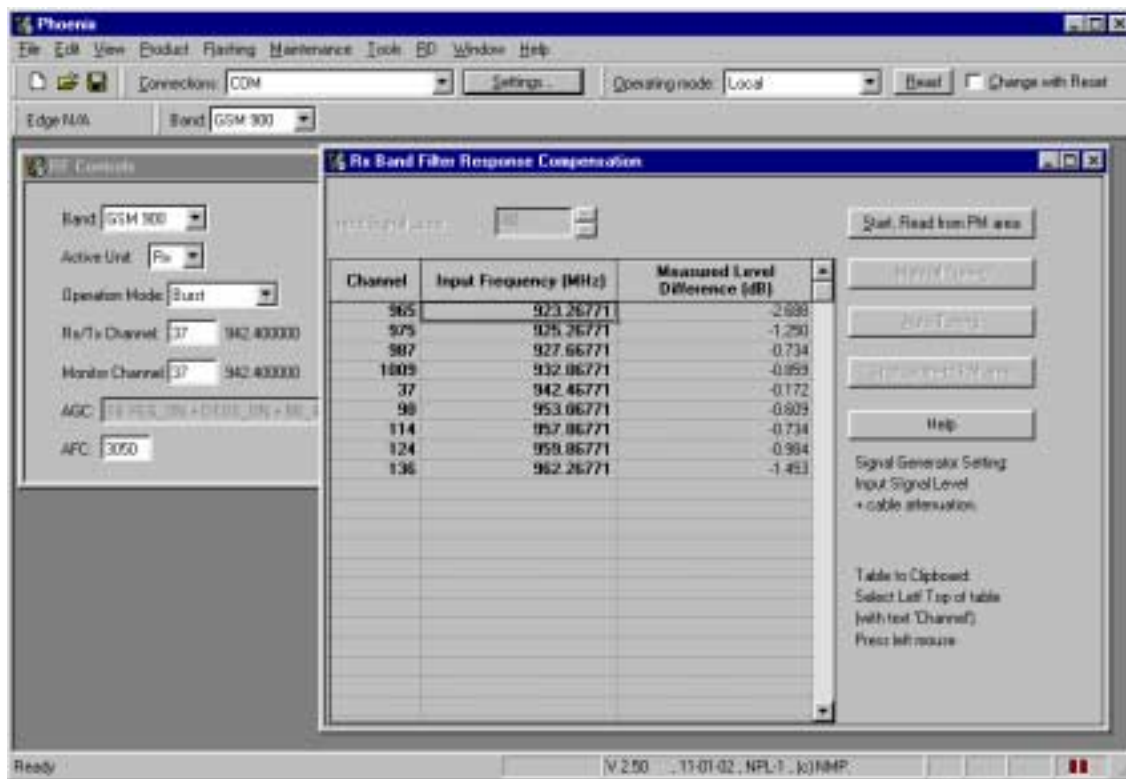 Phoenix
File Edit View Product Flashing Maintenance Tools BD Window Help
Connections: COM Settings... Operating mode: Local Read Change with Reset
Edge N/A Band: GSM 900
RF Controls
Band: GSM 900
Active Unit: Rx
Operation Mode: Burst
Rx/Tx Channel: 37 942.400000
Monitor Channel: 37 942.400000
AGC:
AFC: 3050
Rx Band Filter Response Compensation
Start, Read from PM area
Channel Input Frequency (MHz) Measured Level Difference (dB)
965 923.26771
975 925.26771 -1.290
987 927.66771 -0.734
1009 932.06771 -0.859
37 942.46771 -0.172
90 953.06771 -0.609
114 957.86771 -0.734
124 959.86771 -0.984
136 962.26771
Help
Signal Generator Setting:
Input Signal Level
+ cable attenuation.
Table to Clipboard:
Select Left Top of table
(with text 'Channel')
Press left mouse
Ready V 2.50 , 11-01-02 , NPL-1 , (c) NMP.